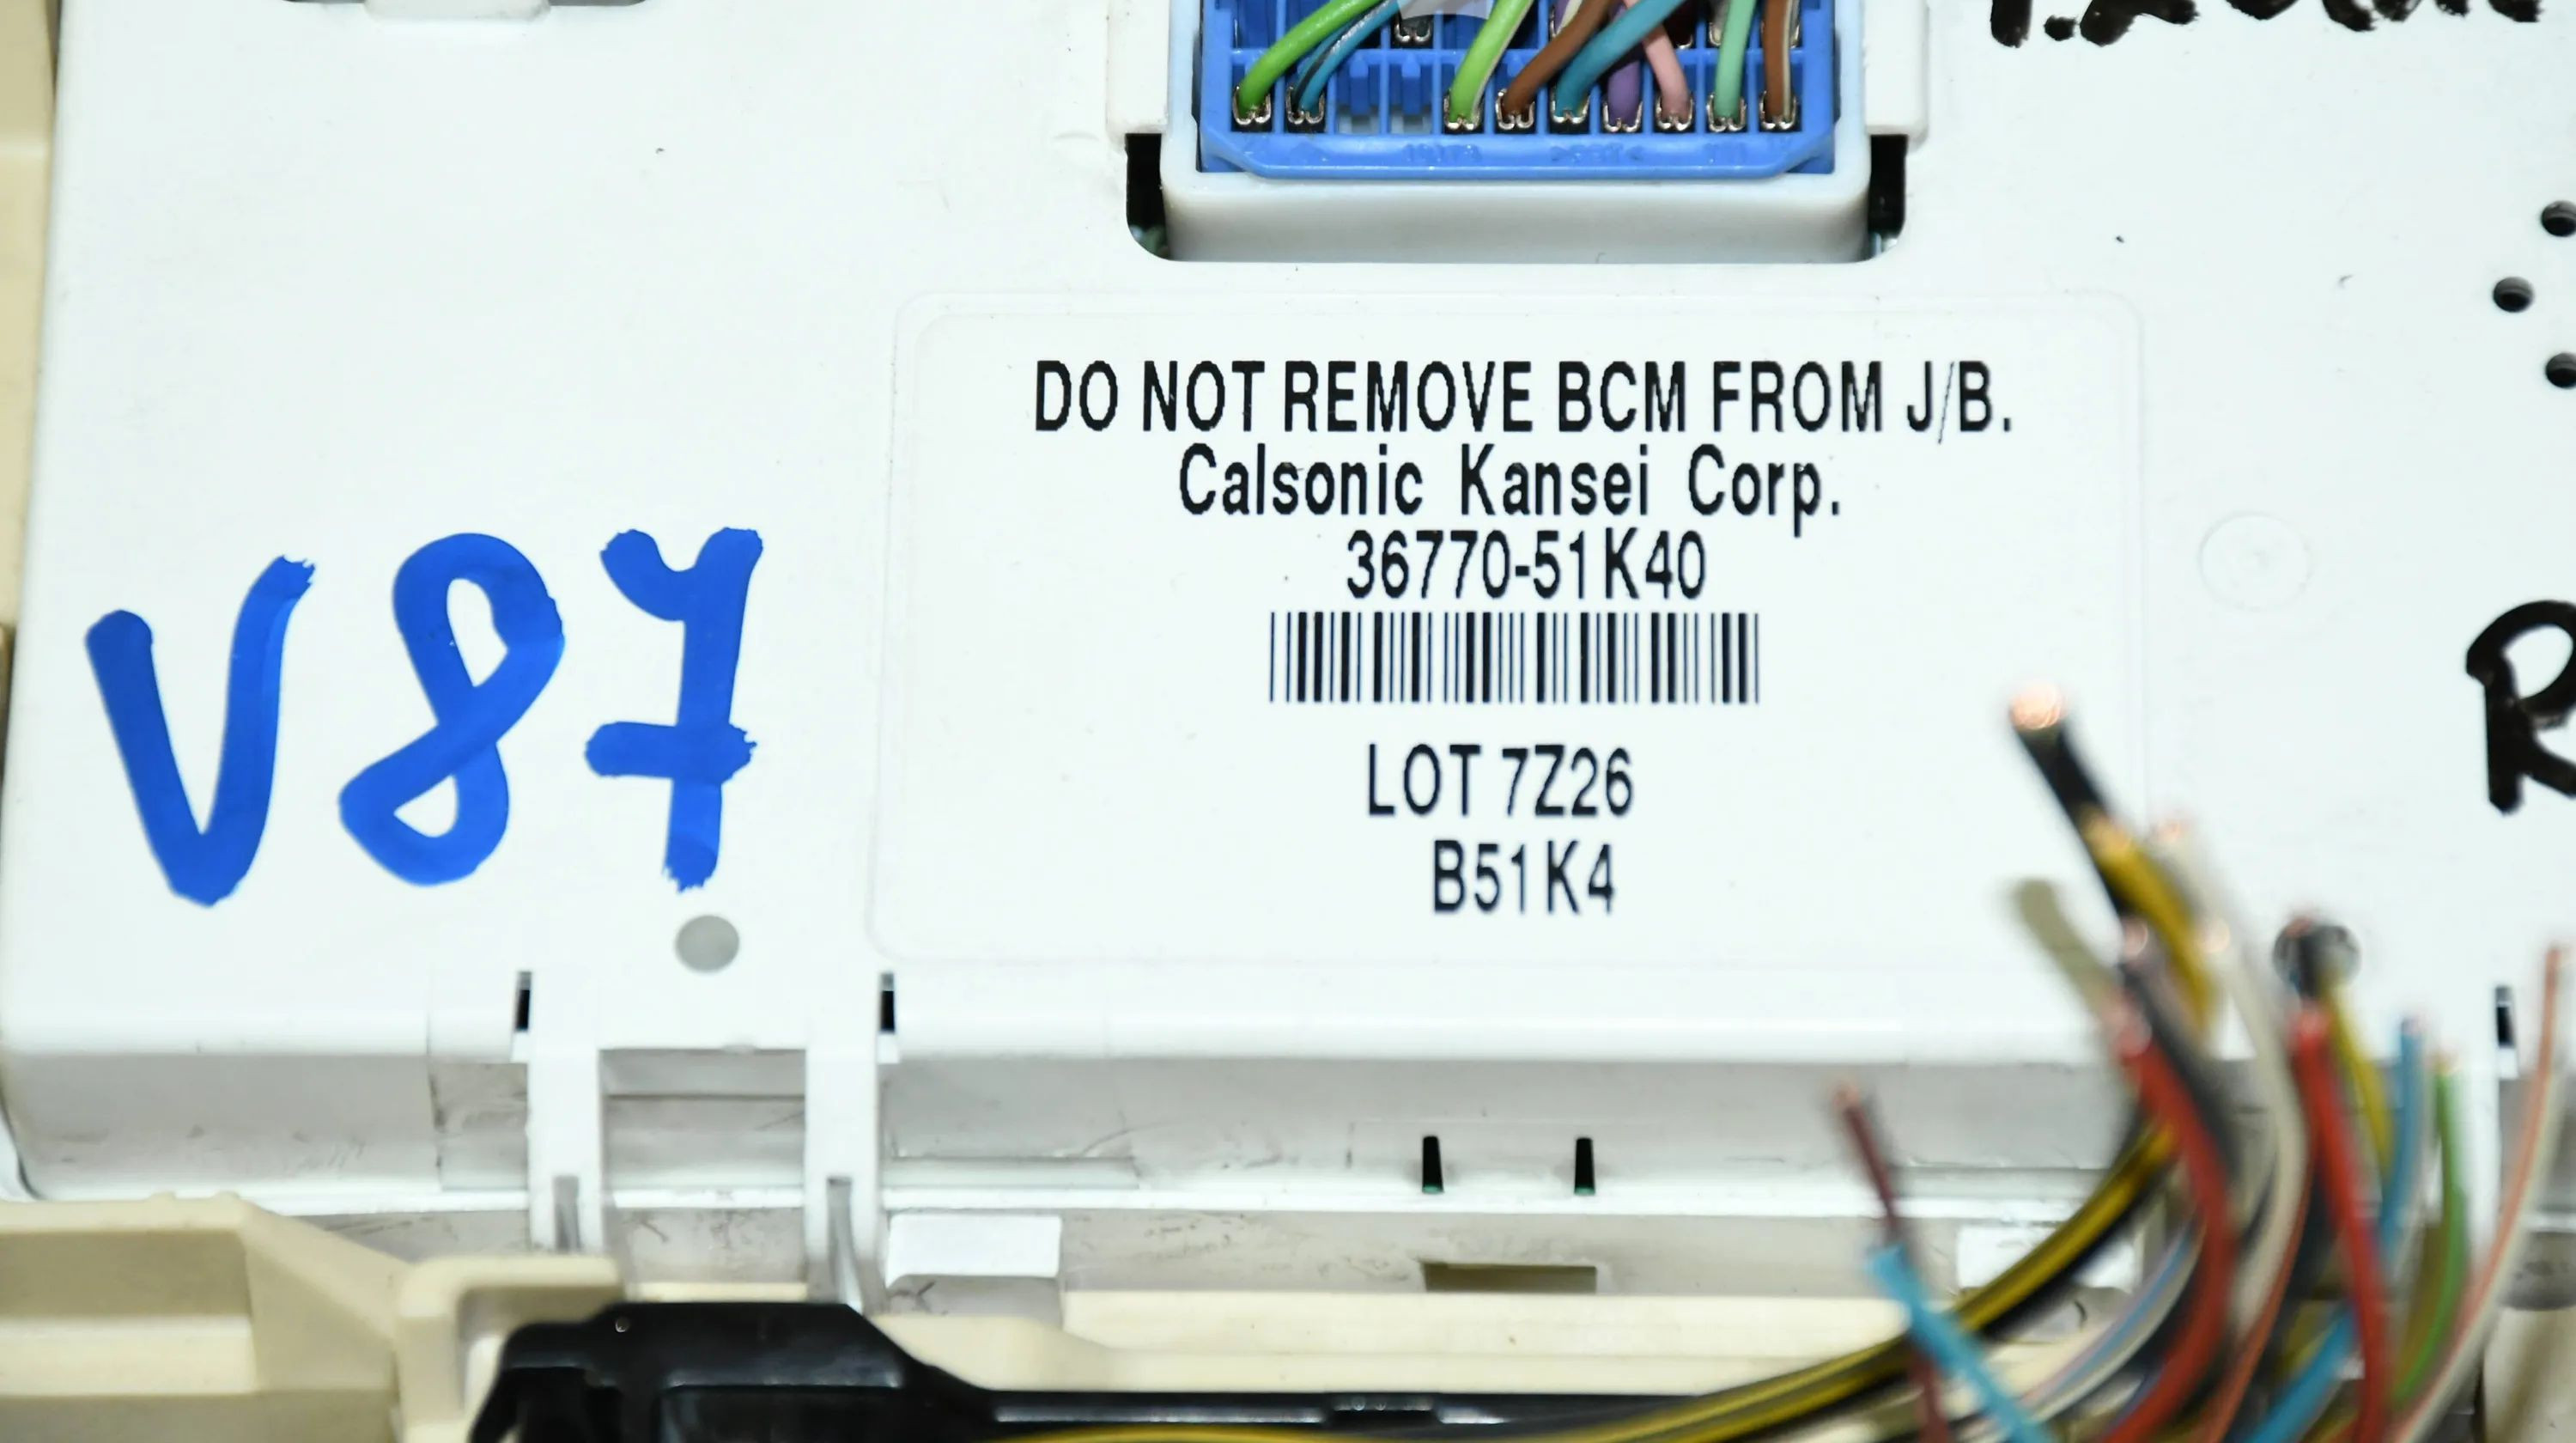 DO NOT REMOVE BCM FROM J/B.
Calsonic Kansei Corp.
36770-51K40
V87
LOT 7Z26
B51K4
R